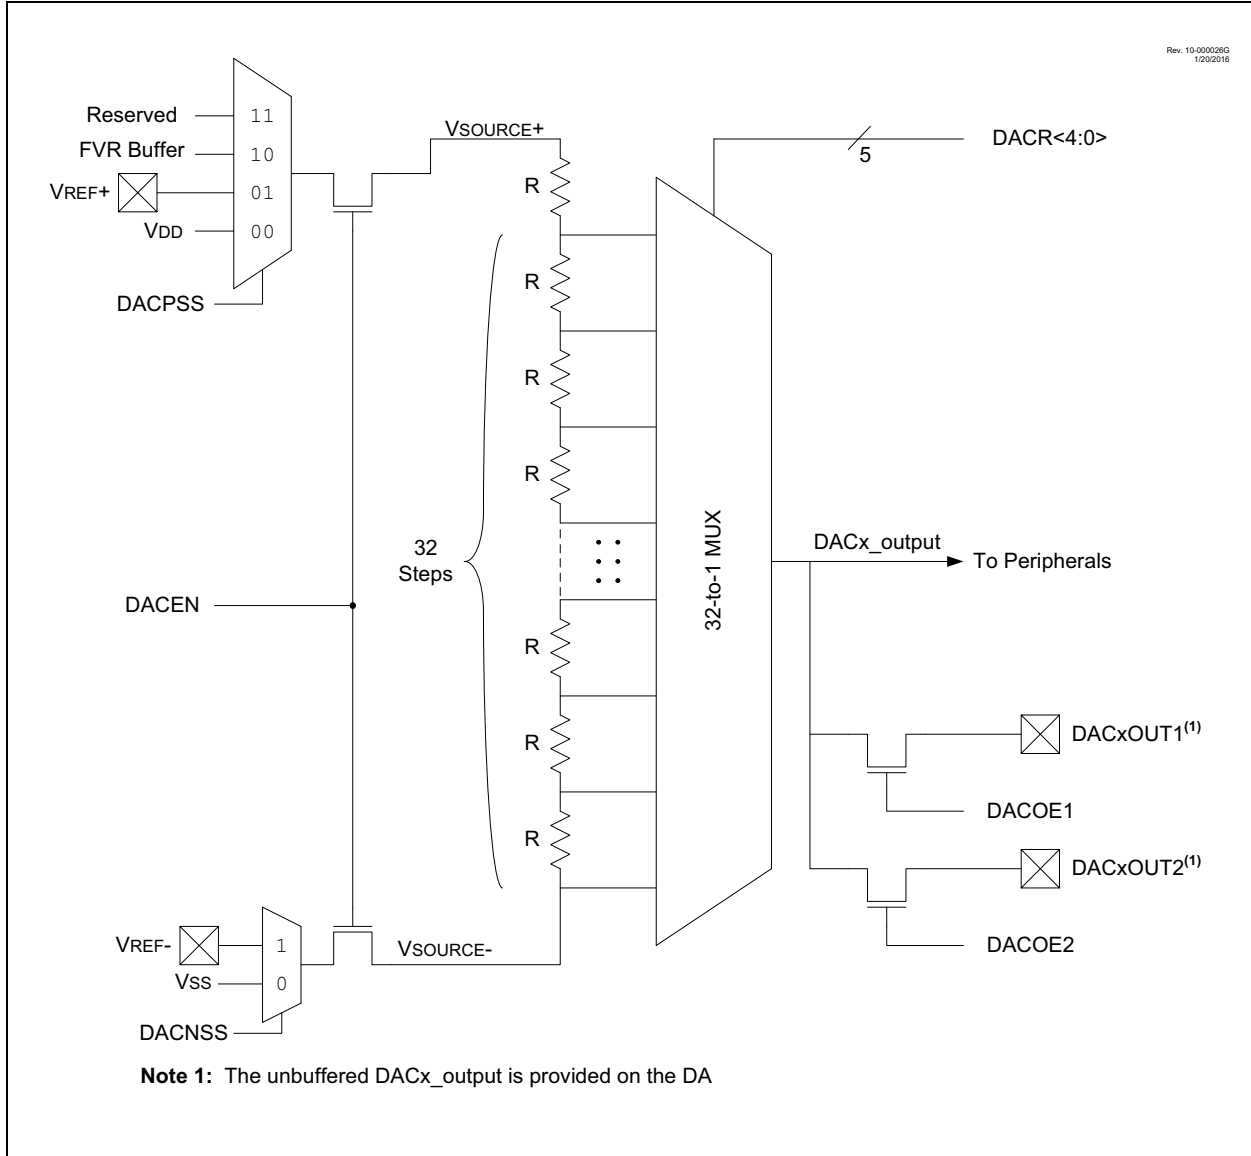 Rev. 10-000026G
1/20/2016
Reserved
11
FVR Buffer
10
VREF+
01
VDD
00
DACPSS
VSOURCE+
R
R
R
R
32
Steps
R
R
R
DACEN
32-to-1 MUX
5
DACR<4:0>
DACx_output
To Peripherals
DACxOUT1(1)
DACOE1
DACxOUT2(1)
DACOE2
VREF-
1
VSS
0
VSOURCE-
DACNSS
Note 1: The unbuffered DACx_output is provided on the DA